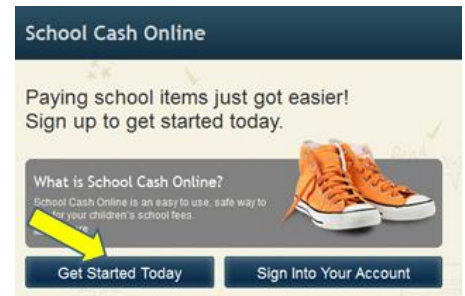 School Cash Online
Paying school items just got easier!
Sign up to get started today.
What is School Cash Online?
School Cash Online is an easy to use, safe way to
for your children's school fees.
Get Started Today
Sign Into Your Account